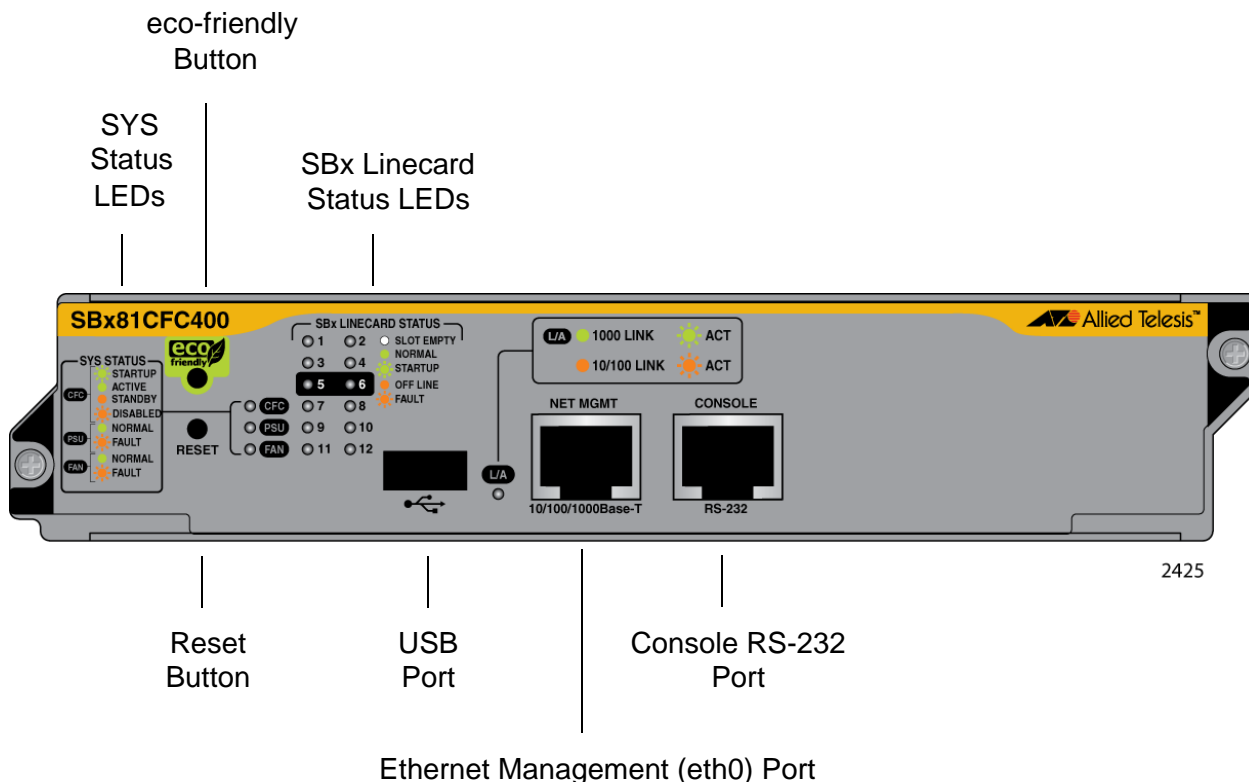 eco-friendly
Button
SYS
Status
LEDs
SBx Linecard
Status LEDs
SBx81CFC400
Allied Telesis™
eco
friendly
SBx LINECARD STATUS
1 2 SLOT EMPTY
NORMAL
3 4 STARTUP
5 6 OFF LINE
FAULT
7 8
9 10
11 12
L/A 1000 LINK ACT
10/100 LINK ACT
SYS STATUS
CFC
STARTUP
ACTIVE
STANDBY
DISABLED
PSU
NORMAL
FAULT
FAN
NORMAL
FAULT
RESET
CFC
PSU
FAN
L/A
NET MGMT
10/100/1000Base-T
CONSOLE
RS-232
2425
Reset
Button
USB
Port
Console RS-232
Port
Ethernet Management (eth0) Port